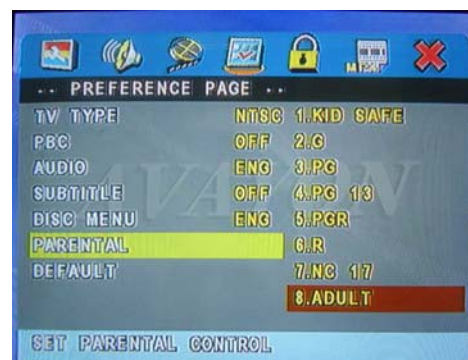 -- PREFERENCE PAGE --
TV TYPE NTSC 1.KID SAFE
PBC OFF 2.G
AUDIO ENG 3.PG
SUBTITLE OFF 4.PG 13
DISC MENU ENG 5.PGR
PARENTAL 6.R
DEFAULT 7.NC 17
8.ADULT
SET PARENTAL CONTROL